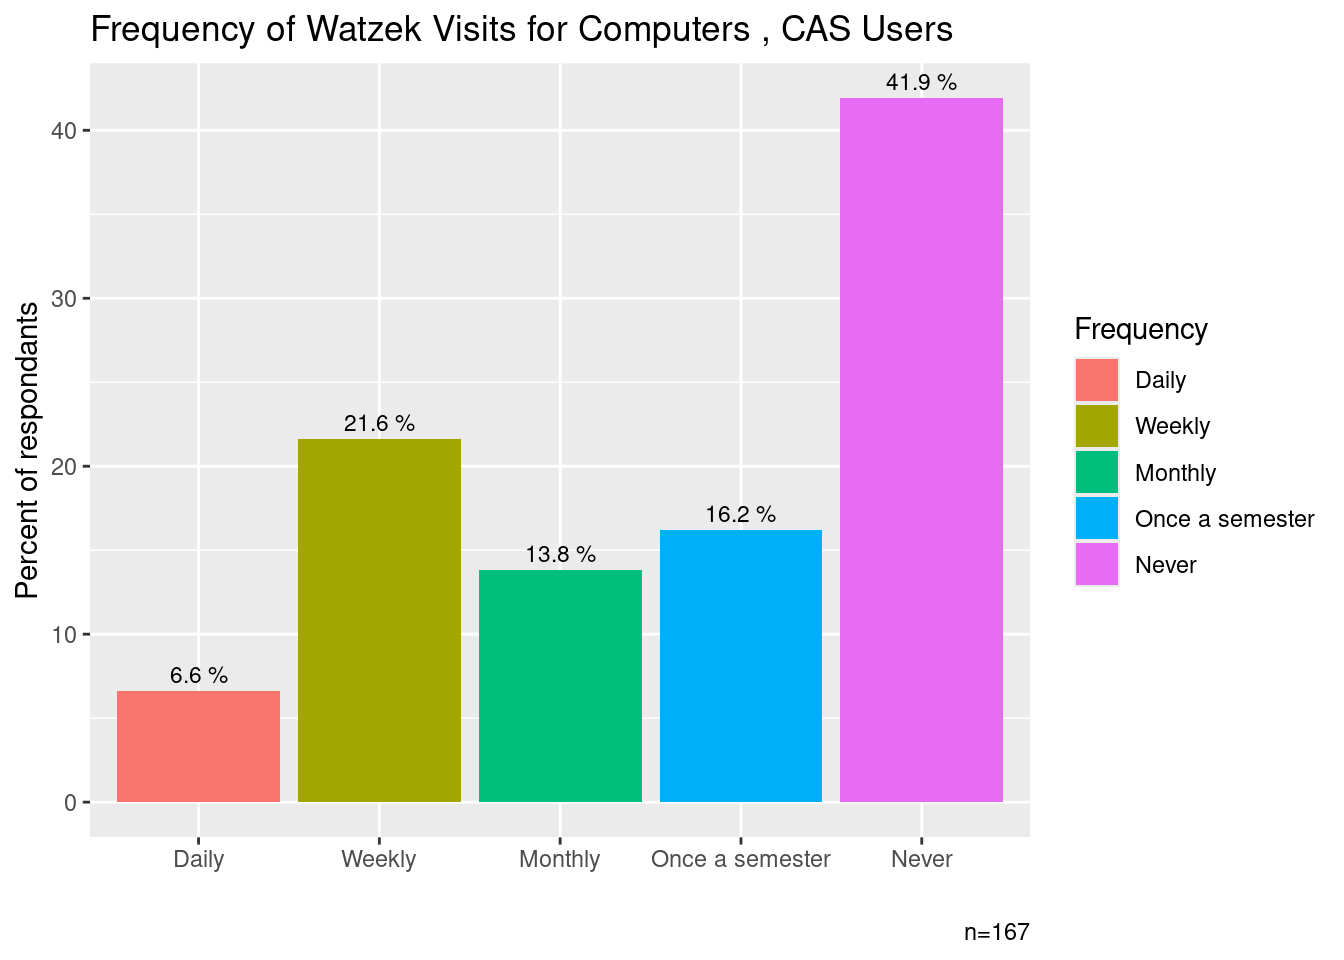 Frequency of Watzek Visits for Computers , CAS Users
Percent of respondants
40
30
20
10
0
6.6 %
21.6 %
13.8 %
16.2 %
41.9 %
Daily
Weekly
Monthly
Once a semester
Never
Frequency
Daily
Weekly
Monthly
Once a semester
Never
n=167